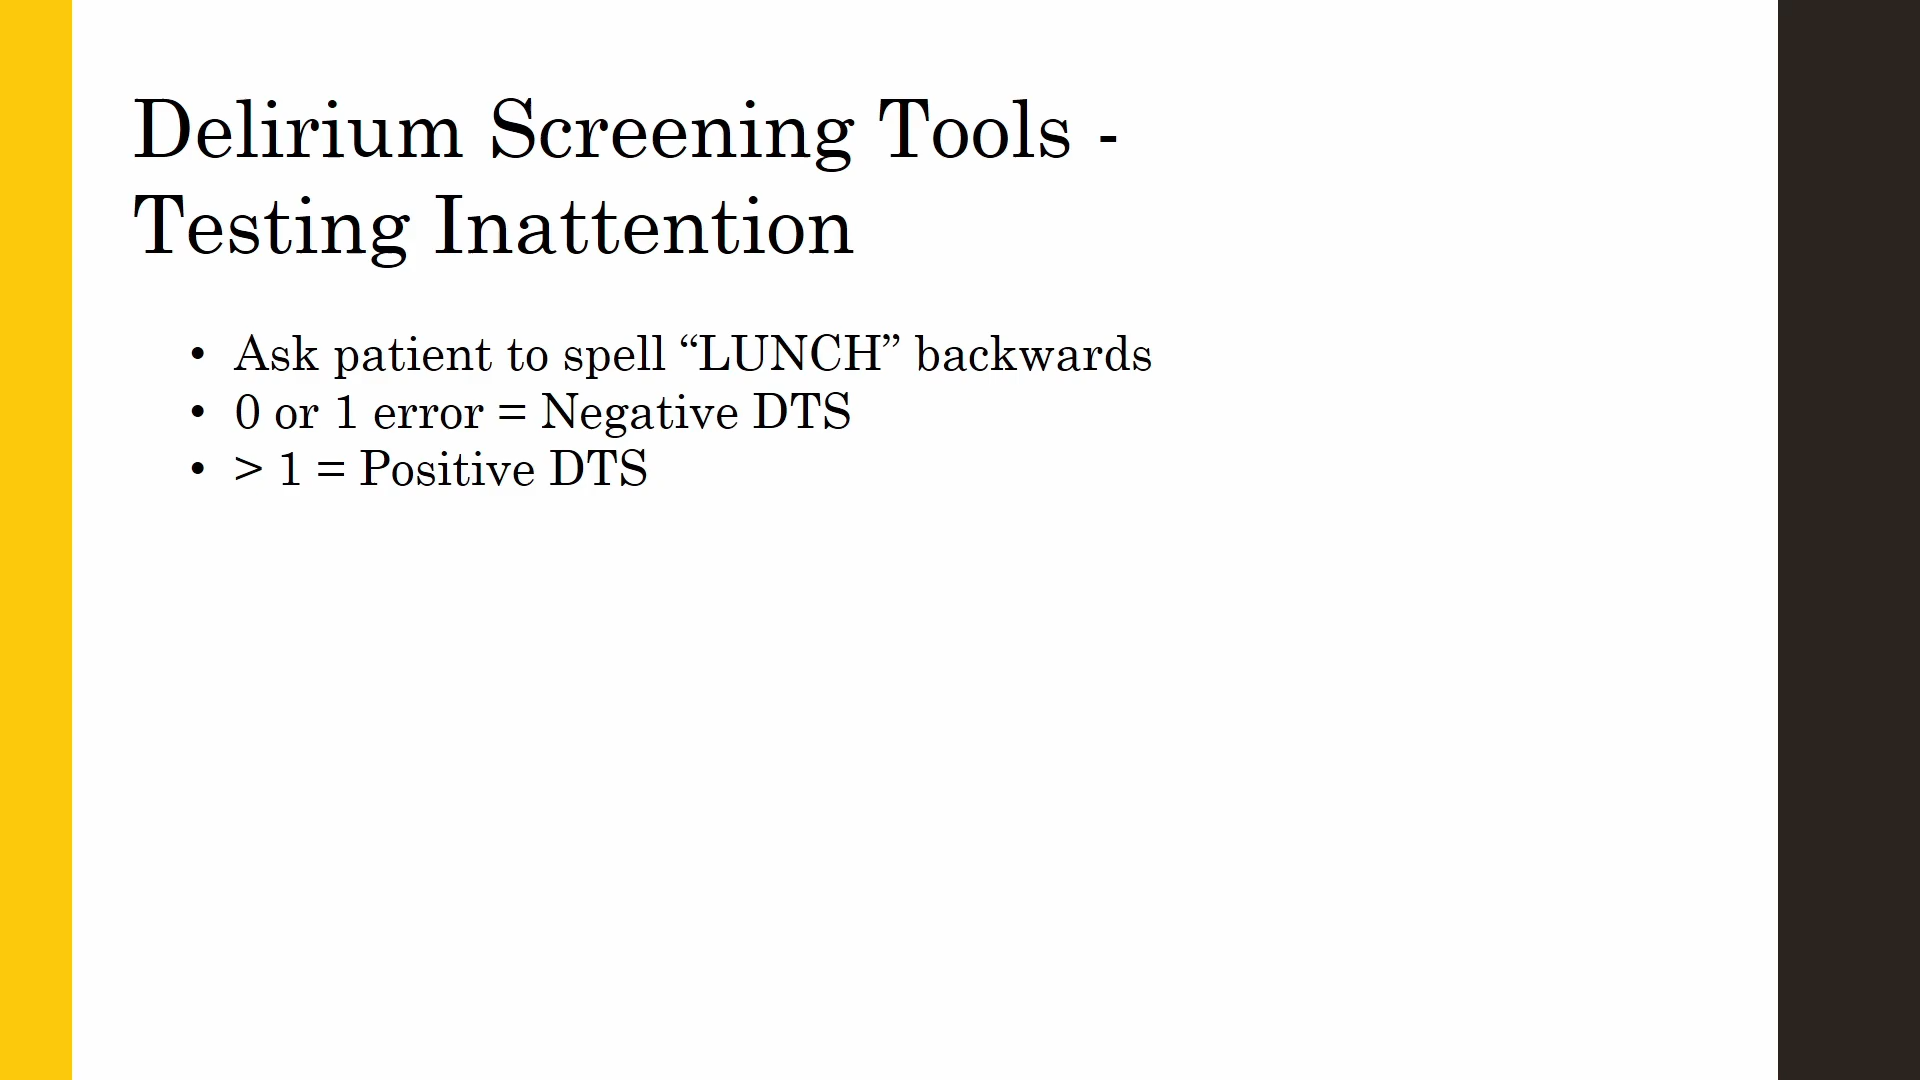 Delirium Screening Tools -
Testing Inattention
• Ask patient to spell “LUNCH” backwards
• 0 or 1 error = Negative DTS
• > 1 = Positive DTS